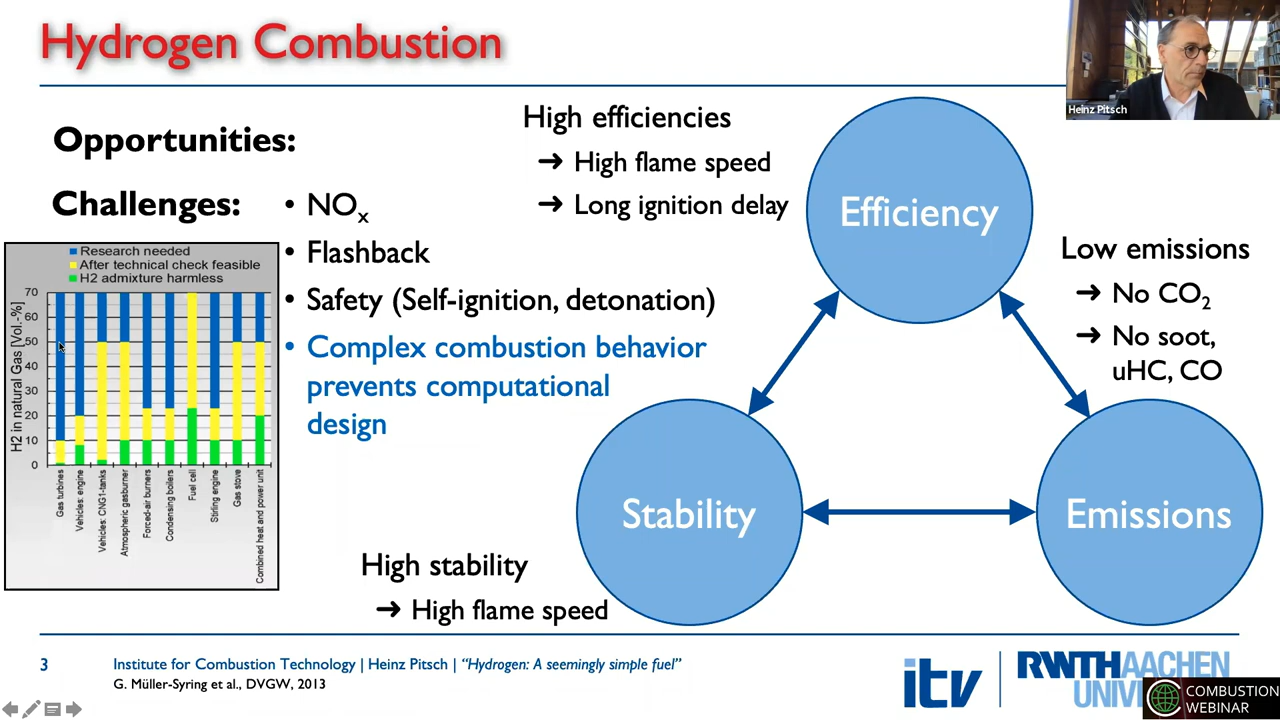 Hydrogen Combustion
Heinz Pitsch
Opportunities:
High efficiencies
➔ High flame speed
➔ Long ignition delay
Efficiency
Low emissions
➔ No CO2
➔ No soot,
uHC, CO
Challenges:
• NOx
• Flashback
• Safety (Self-ignition, detonation)
• Complex combustion behavior
prevents computational
design
Research needed
After technical check feasible
H2 admixture harmless
H2 in natural Gas [Vol.-%]
70
60
50
40
30
20
10
0
Gas turbines
Vehicles: engine
Vehicles: CNG1-tanks
Atmospheric gasburner
Forced-air burners
Condensing boilers
Fuel cell
Stirling engine
Gas stove
Combined heat and power unit
Stability
Emissions
High stability
➔ High flame speed
3
Institute for Combustion Technology | Heinz Pitsch | “Hydrogen: A seemingly simple fuel”
G. Müller-Syring et al., DVGW, 2013
itv
RWTHAACHEN
UNIV
COMBUSTION
WEBINAR